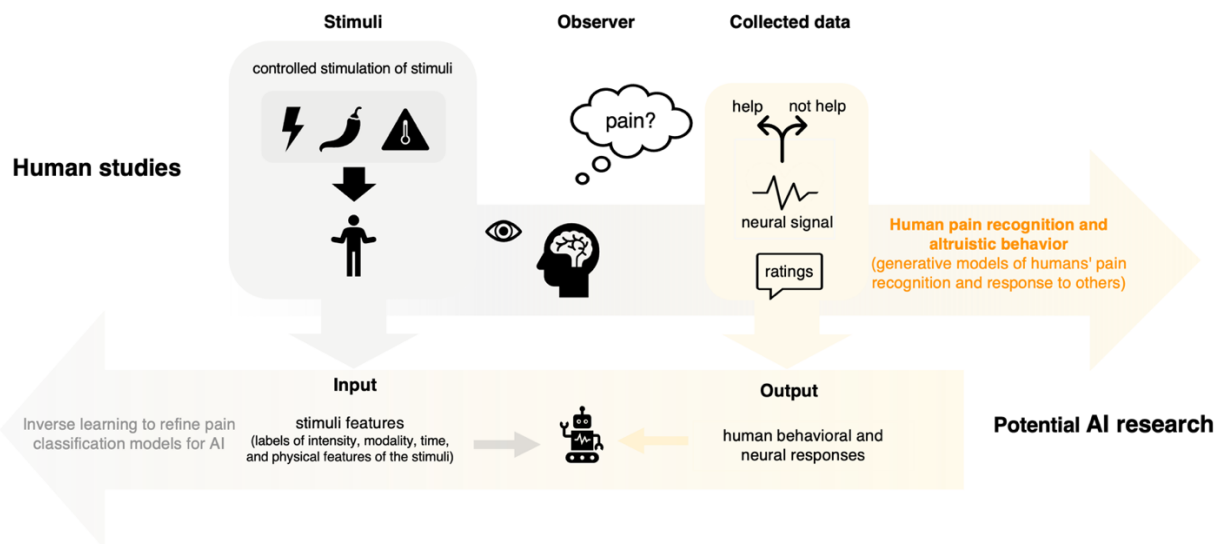 Stimuli
Observer
Collected data
controlled stimulation of stimuli
pain?
help
not help
Human studies
neural signal
ratings
Human pain recognition and
altruistic behavior
(generative models of humans' pain
recognition and response to others)
Input
Output
Inverse learning to refine pain
classification models for AI
stimuli features
(labels of intensity, modality, time,
and physical features of the stimuli)
human behavioral and
neural responses
Potential AI research